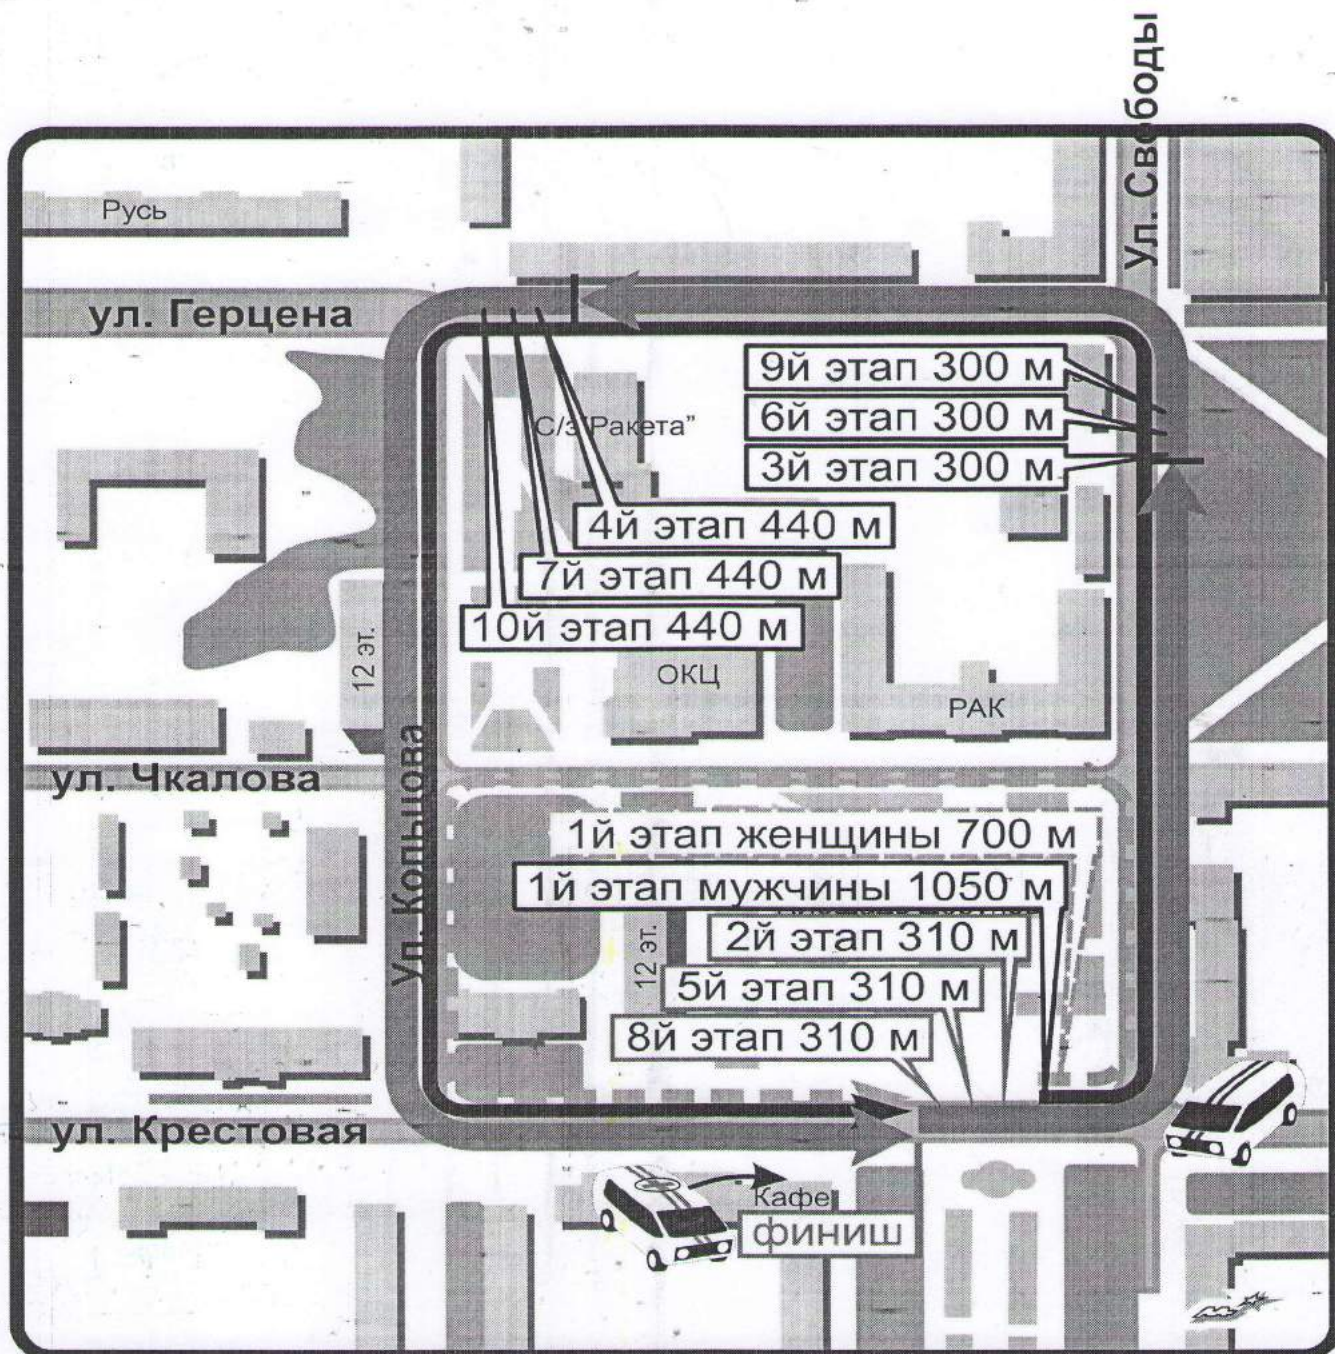 Ул. Свободы
Русь
ул. Герцена
9й этап 300 м
6й этап 300 м
С/з"Ракета"
3й этап 300 м
4й этап 440 м
7й этап 440 м
10й этап 440 м
12 эт.
ОКЦ
РАК
ул. Чкалова
Ул. Кольцова
1й этап женщины 700 м
1й этап мужчины 1050 м
2й этап 310 м
12 эт.
5й этап 310 м
8й этап 310 м
ул. Крестовая
Кафе
финиш